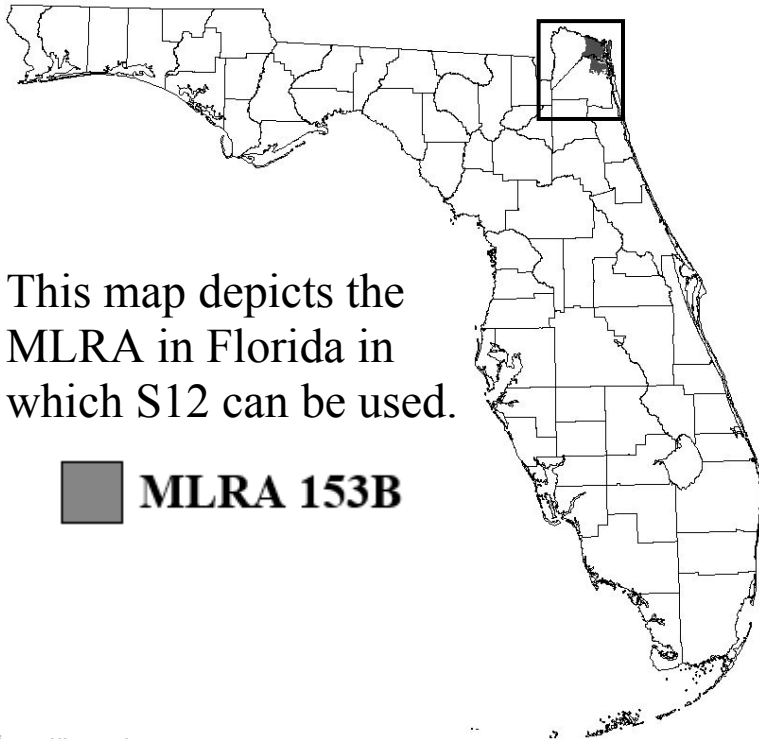 This map depicts the
MLRA in Florida in
which S12 can be used.
MLRA 153B